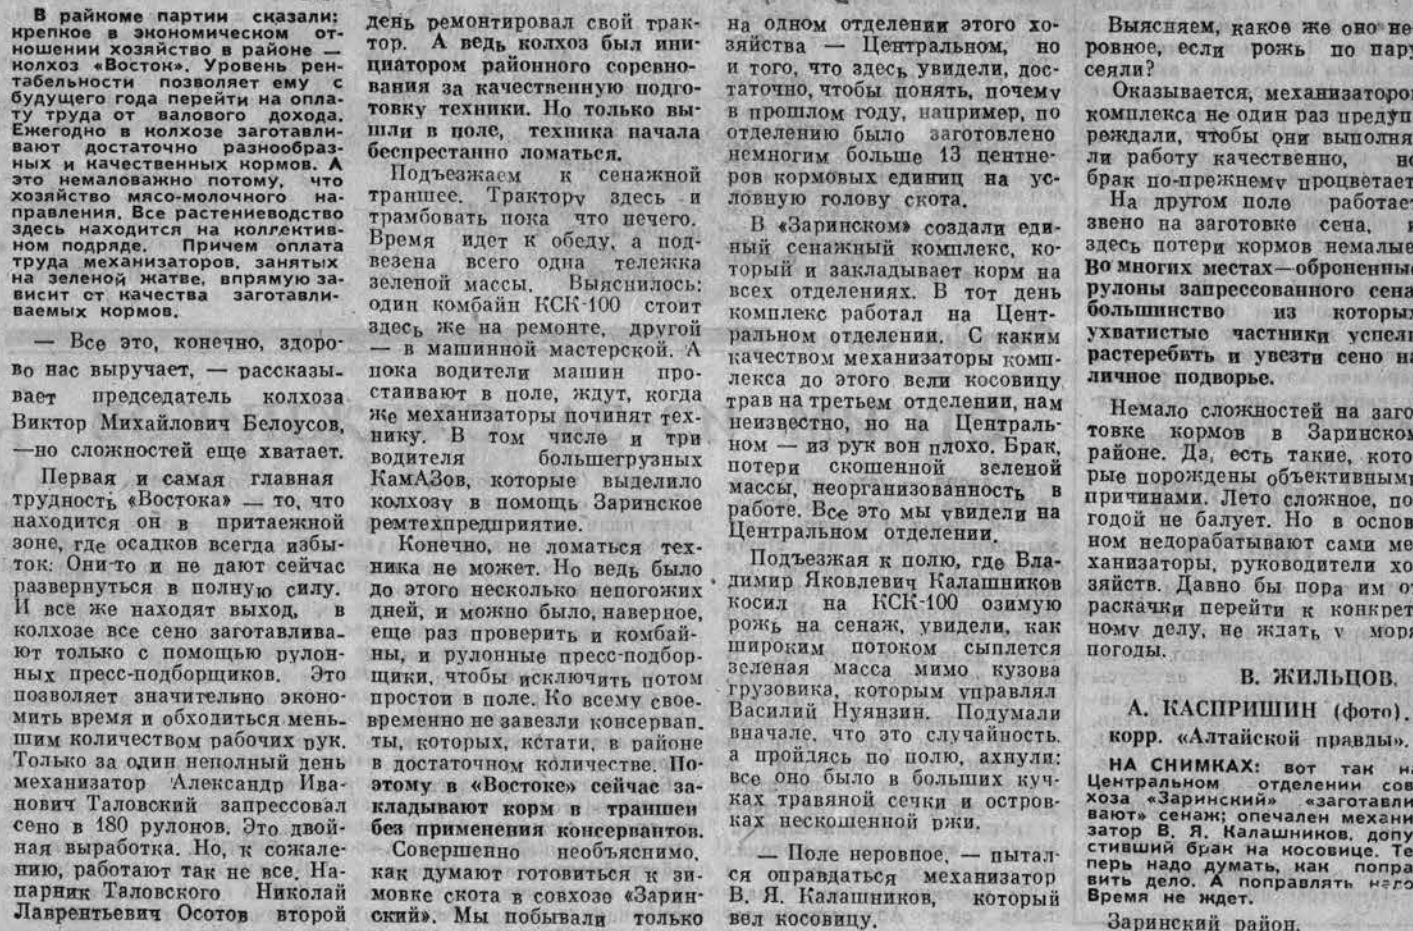 В райкоме партии сказали:
крепкое в экономическом от-
ношении хозяйство в районе —
колхоз «Восток». Уровень рен-
табельности позволяет ему с
будущего года перейти на опла-
ту труда от валового дохода.
Ежегодно в колхозе заготавли-
вают достаточно разнообраз-
ных и качественных кормов. А
это немаловажно потому, что
хозяйство мясо-молочного на-
правления. Все растениеводство
здесь находится на коллектив-
ном подряде. Причем оплата
труда механизаторов, занятых
на зеленой жатве, впрямую за-
висит от качества заготавли-
ваемых кормов.
— Все это, конечно, здоро-
во нас выручает, — рассказы-
вает председатель колхоза
Виктор Михайлович Белоусов,
—но сложностей еще хватает.
Первая и самая главная
трудность «Востока» — то, что
находится он в притаежной
зоне, где осадков всегда избы-
ток: Они-то и не дают сейчас
развернуться в полную силу.
И все же находят выход, в
колхозе все сено заготавлива-
ют только с помощью рулон-
ных пресс-подборщиков. Это
позволяет значительно эконо-
мить время и обходиться мень-
шим количеством рабочих рук.
Только за один неполный день
механизатор Александр Ива-
нович Таловский запрессовал
сено в 180 рулонов. Это двой-
ная выработка. Но, к сожале-
нию, работают так не все. На-
парник Таловского Николай
Лаврентьевич Осотов второй
день ремонтировал свой трак-
тор. А ведь колхоз был ини-
циатором районного соревно-
вания за качественную подго-
товку техники. Но только вы-
шли в поле, техника начала
беспрестанно ломаться.
Подъезжаем к сенажной
траншее. Трактору здесь и
трамбовать пока что нечего.
Время идет к обеду, а под-
везена всего одна тележка
зеленой массы. Выяснилось:
один комбайн КСК-100 стоит
здесь же на ремонте, другой
— в машинной мастерской. А
пока водители машин про-
стаивают в поле, ждут, когда
же механизаторы починят тех-
нику. В том числе и три
водителя большегрузных
КамАЗов, которые выделило
колхозу в помощь Заринское
ремтехпредприятие.
Конечно, не ломаться тех-
ника не может. Но ведь было
до этого несколько непогожих
дней, и можно было, наверное,
еще раз проверить и комбай-
ны, и рулонные пресс-подбор-
щики, чтобы исключить потом
простои в поле. Ко всему свое-
временно не завезли консерван.
ты, которых, кстати, в районе
в достаточном количестве. По-
этому в «Востоке» сейчас за-
кладывают корм в траншеи
без применения консервантов.
Совершенно необъяснимо,
как думают готовиться к зи-
мовке скота в совхозе «Зарин-
ский». Мы побывали только
на одном отделении этого хо-
зяйства — Центральном, но
и того, что здесь увидели, дос-
таточно, чтобы понять, почему
в прошлом году, например, по
отделению было заготовлено
немногим больше 13 центне-
ров кормовых единиц на ус-
ловную голову скота.
В «Заринском» создали еди-
ный сенажный комплекс, ко-
торый и закладывает корм на
всех отделениях. В тот день
комплекс работал на Цент-
ральном отделении. С каким
качеством механизаторы комп-
лекса до этого вели косовицу
трав на третьем отделении, нам
неизвестно, но на Централь-
ном — из рук вон плохо. Брак,
потери скошенной зеленой
массы, неорганизованность в
работе. Все это мы увидели на
Центральном отделении.
Подъезжая к полю, где Вла-
димир Яковлевич Калашников
косил на КСК-100 озимую
рожь на сенаж, увидели, как
широким потоком сыплется
зеленая масса мимо кузова
грузовика, которым управлял
Василий Нуянзин. Подумали
вначале, что это случайность,
а пройдясь по полю, ахнули:
все оно было в больших куч-
ках травяной сечки и остров-
ках нескошенной ржи.
— Поле неровное, — пытал-
ся оправдаться механизатор
В. Я. Калашников, который
вел косовицу.
Выясняем, какое же оно не-
ровное, если рожь по пару
сеяли?
Оказывается, механизаторов
комплекса не один раз предуп-
реждали, чтобы они выполня-
ли работу качественно, но
брак по-прежнему процветает.
На другом поле работает
звено на заготовке сена, и
здесь потери кормов немалые.
Во многих местах—оброненные
рулоны запрессованного сена,
большинство из которых
ухватистые частники успели
растеребить и увезти сено на
личное подворье.
Немало сложностей на заго-
товке кормов в Заринском
районе. Да, есть такие, кото-
рые порождены объективными
причинами. Лето сложное, по-
годой не балует. Но в основ-
ном недорабатывают сами ме-
ханизаторы, руководители хо-
зяйств. Давно бы пора им от
раскачки перейти к конкрет-
ному делу, не ждать у моря
погоды.
В. ЖИЛЬЦОВ.
А. КАСПРИШИН (фото).
корр. «Алтайской правды».
НА СНИМКАХ: вот так на
Центральном отделении сов-
хоза «Заринский» «заготавли-
вают» сенаж; опечален механи-
затор В. Я. Калашников, допу-
стивший брак на косовице. Те-
перь надо думать, как попра-
вить дело. А поправлять надо.
Время не ждет.
Заринский район.